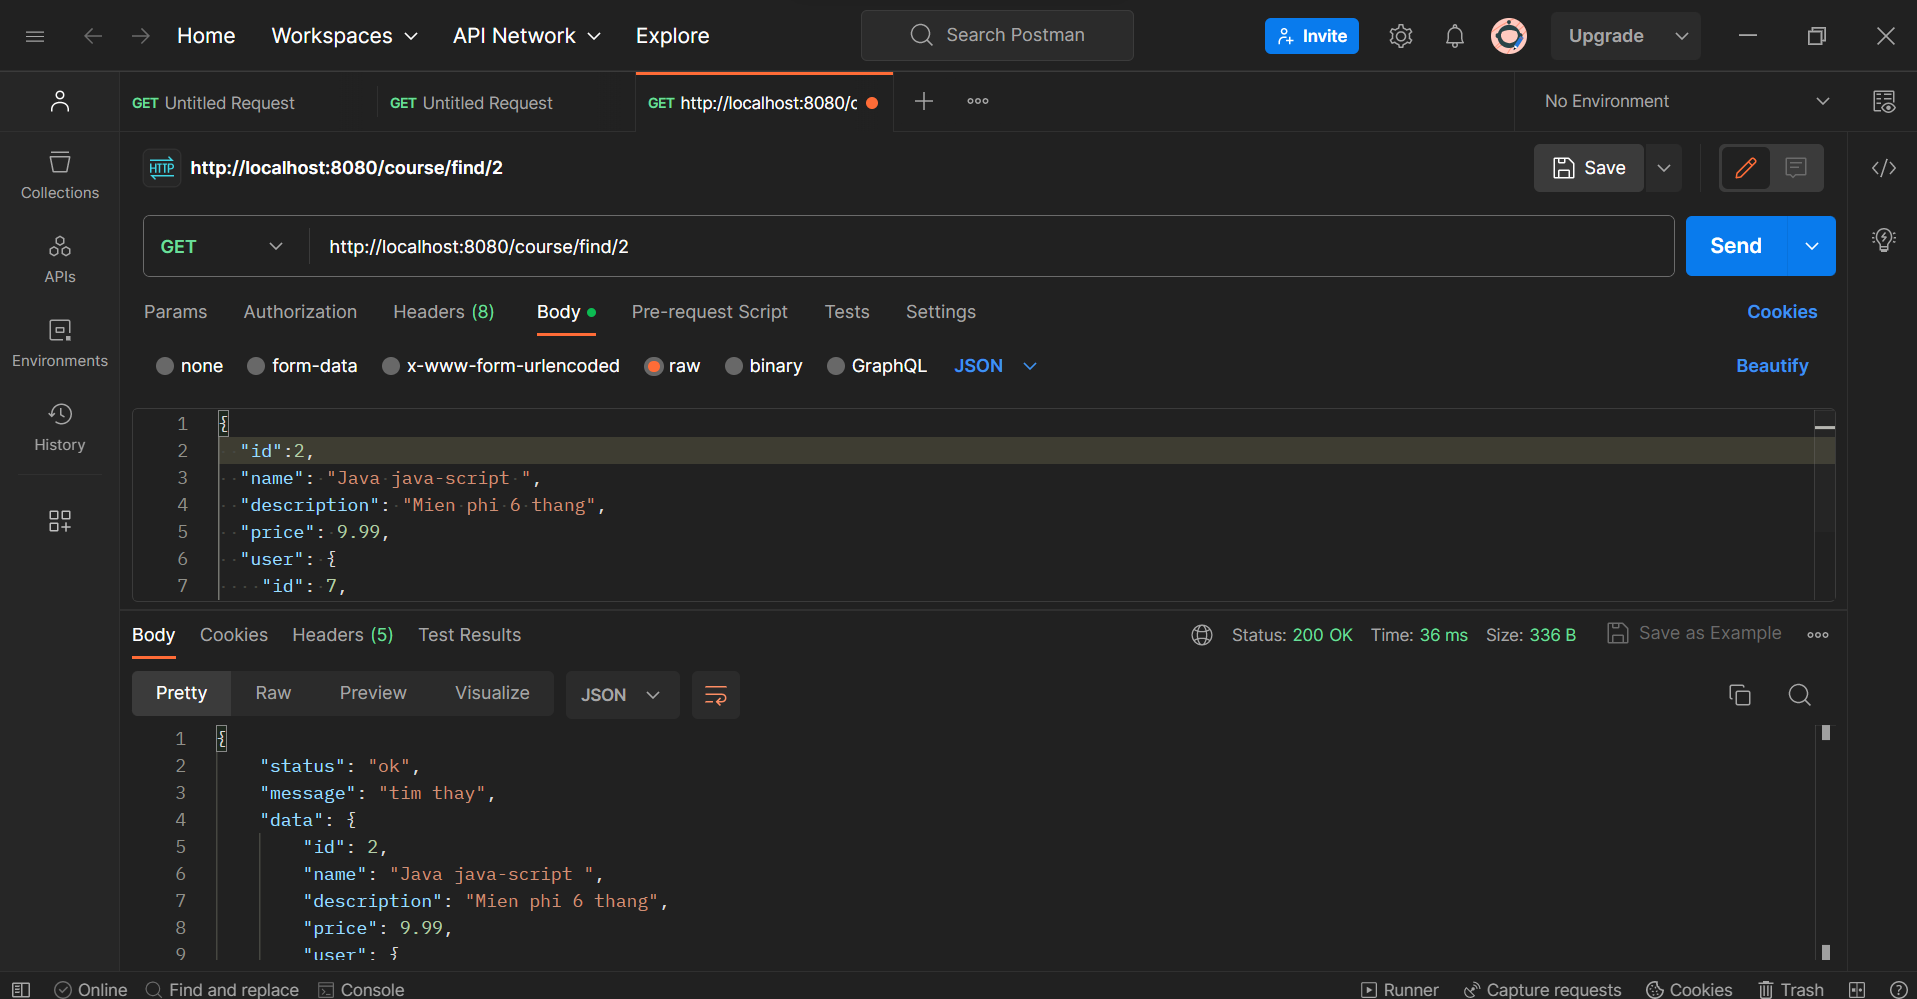 Home Workspaces API Network Explore Search Postman Invite Upgrade
GET Untitled Request GET Untitled Request GET http://localhost:8080/c No Environment
HTTP http://localhost:8080/course/find/2 Save
Collections
APIs
Environments
History
GET http://localhost:8080/course/find/2 Send
Params Authorization Headers (8) Body Pre-request Script Tests Settings Cookies
none form-data x-www-form-urlencoded raw binary GraphQL JSON Beautify
1 {
2 "id":2,
3 "name": "Java java-script ",
4 "description": "Mien phi 6 thang",
5 "price": 9.99,
6 "user": {
7 "id": 7,
Body Cookies Headers (5) Test Results Status: 200 OK Time: 36 ms Size: 336 B Save as Example
Pretty Raw Preview Visualize JSON
1 {
2 "status": "ok",
3 "message": "tim thay",
4 "data": {
5 "id": 2,
6 "name": "Java java-script ",
7 "description": "Mien phi 6 thang",
8 "price": 9.99,
9 "user": {
Online Find and replace Console Runner Capture requests Cookies Trash